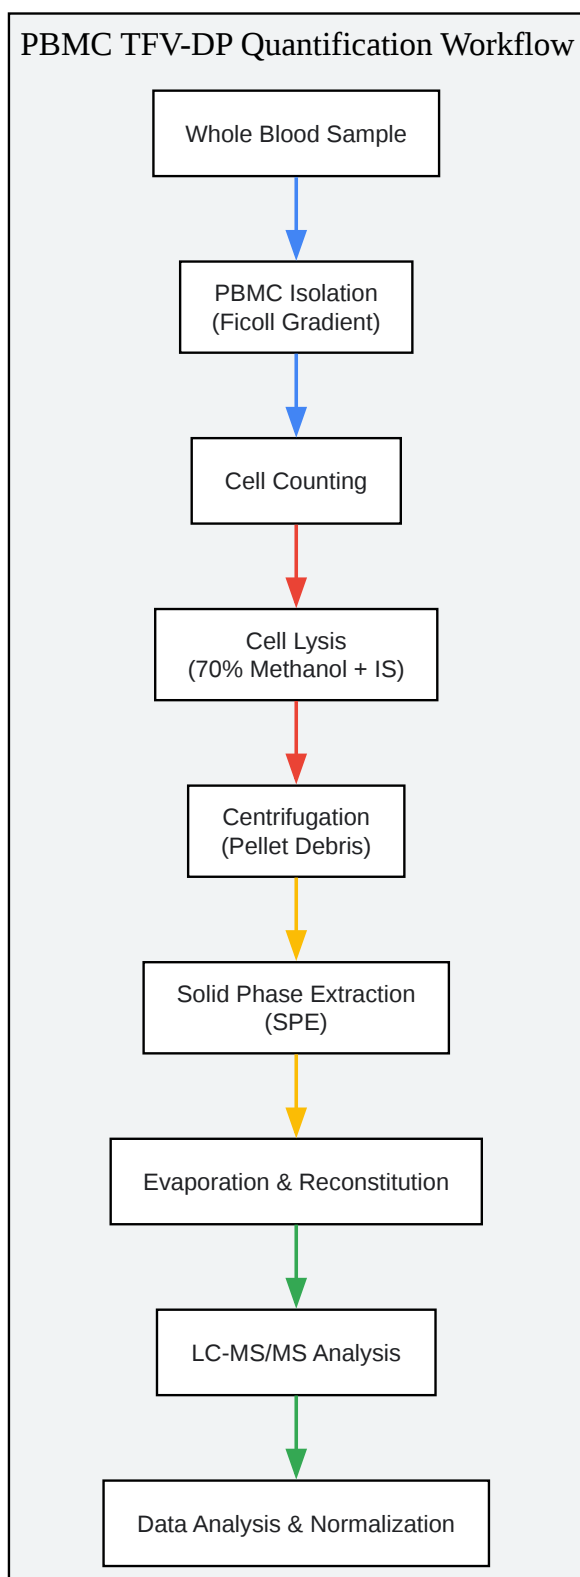 PBMC TFV-DP Quantification Workflow
Whole Blood Sample
PBMC Isolation
(Ficoll Gradient)
Cell Counting
Cell Lysis
(70% Methanol + IS)
Centrifugation
(Pellet Debris)
Solid Phase Extraction
(SPE)
Evaporation & Reconstitution
LC-MS/MS Analysis
Data Analysis & Normalization